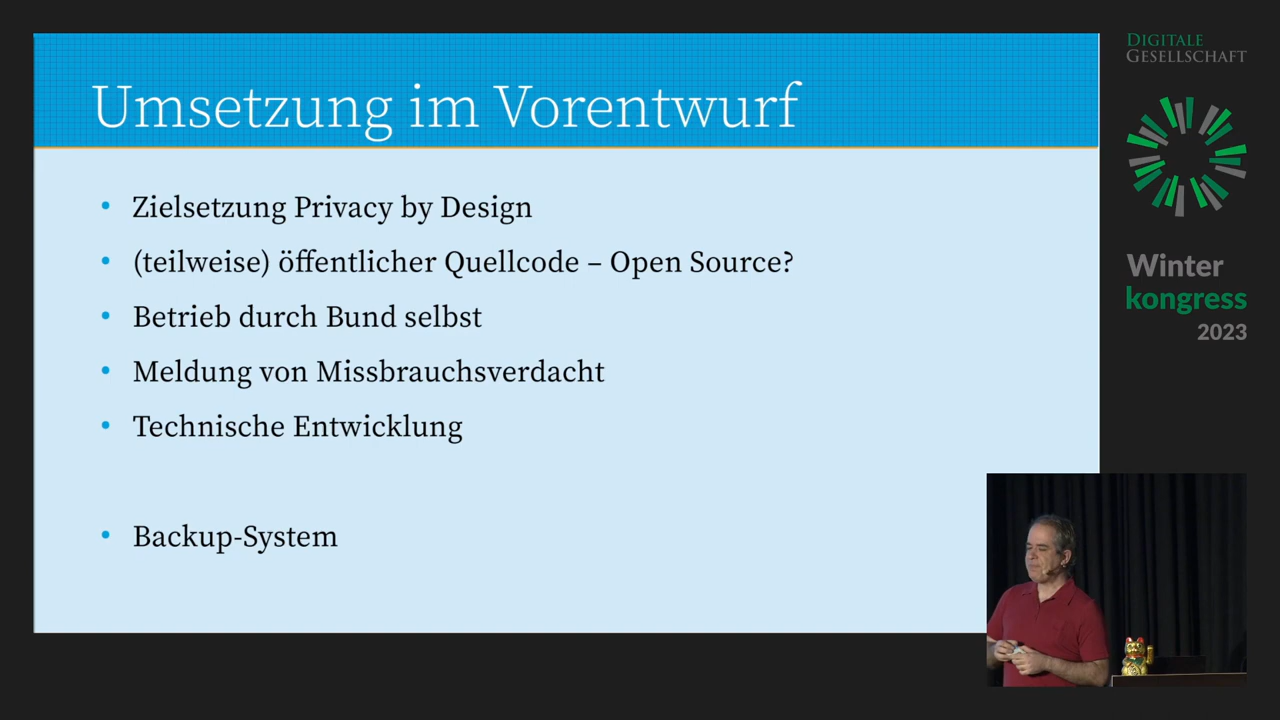 Umsetzung im Vorentwurf
• Zielsetzung Privacy by Design
• (teilweise) öffentlicher Quellcode – Open Source?
• Betrieb durch Bund selbst
• Meldung von Missbrauchsverdacht
• Technische Entwicklung
• Backup-System
DIGITALE
GESELLSCHAFT
Winter
kongress
2023